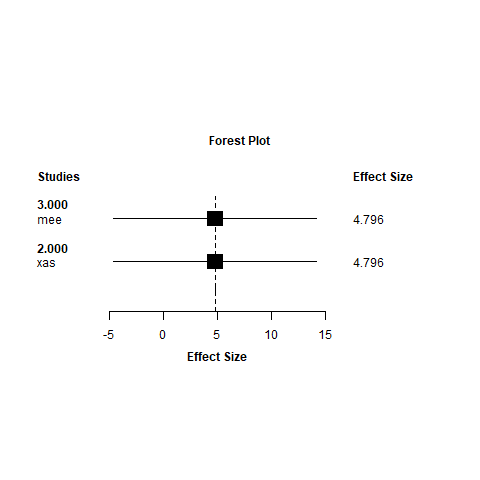 Forest Plot
Studies Effect Size
3.000
mee 4.796
2.000
xas 4.796
-5 0 5 10 15
Effect Size